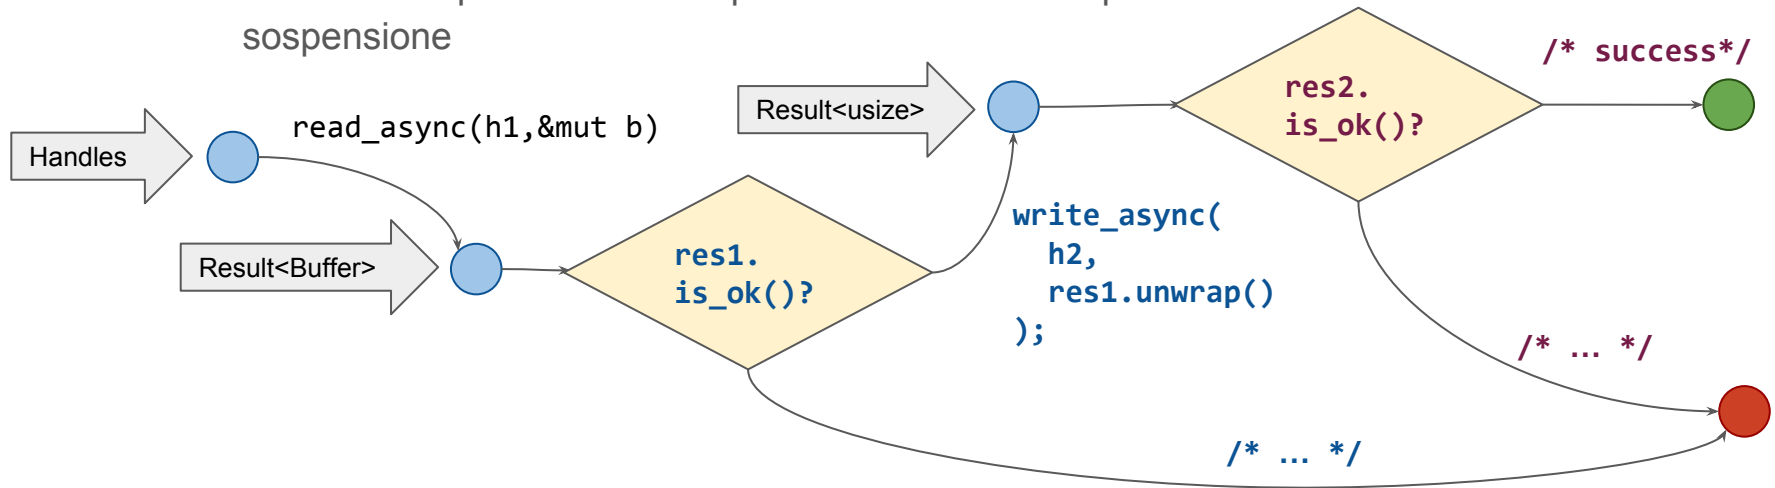 sospensione
/* success*/
Result<usize>
res2.
is_ok()?
Handles
read_async(h1,&mut b)
Result<Buffer>
res1.
is_ok()?
write_async(
h2,
res1.unwrap()
);
/* … */
/* … */